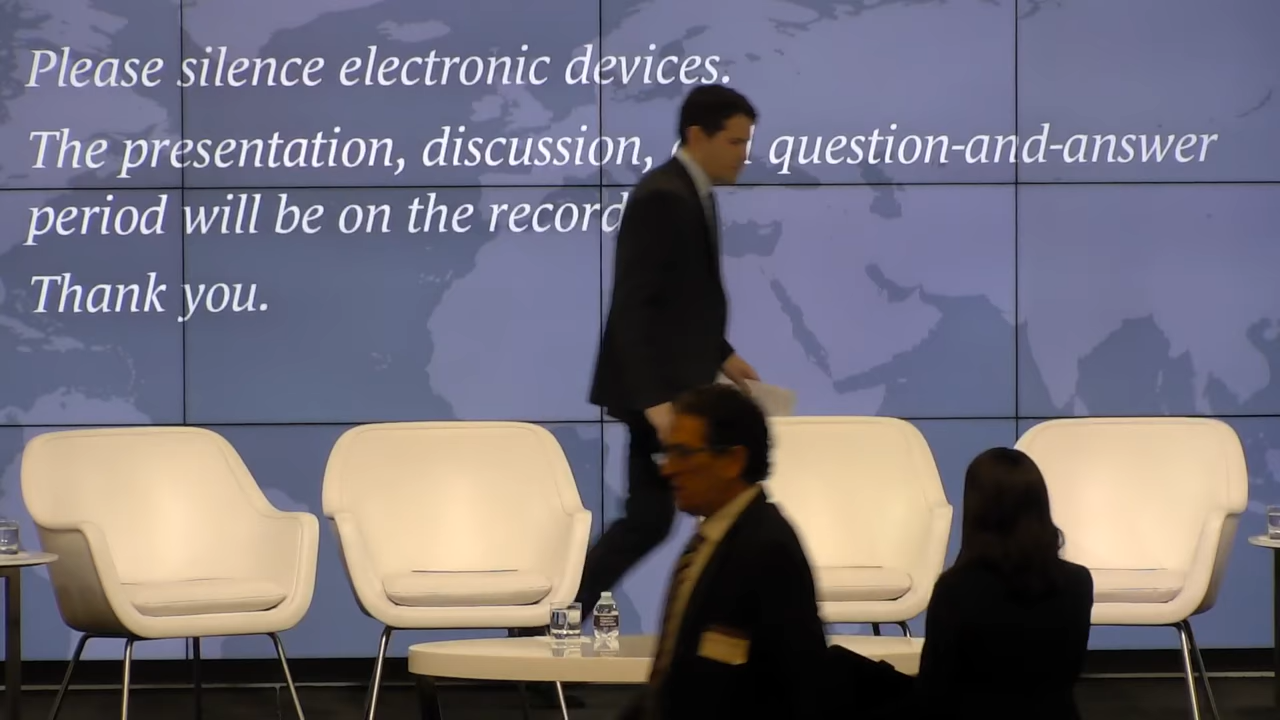 Please silence electronic devices.
The presentation, discussion, question-and-answer
period will be on the record
Thank you.